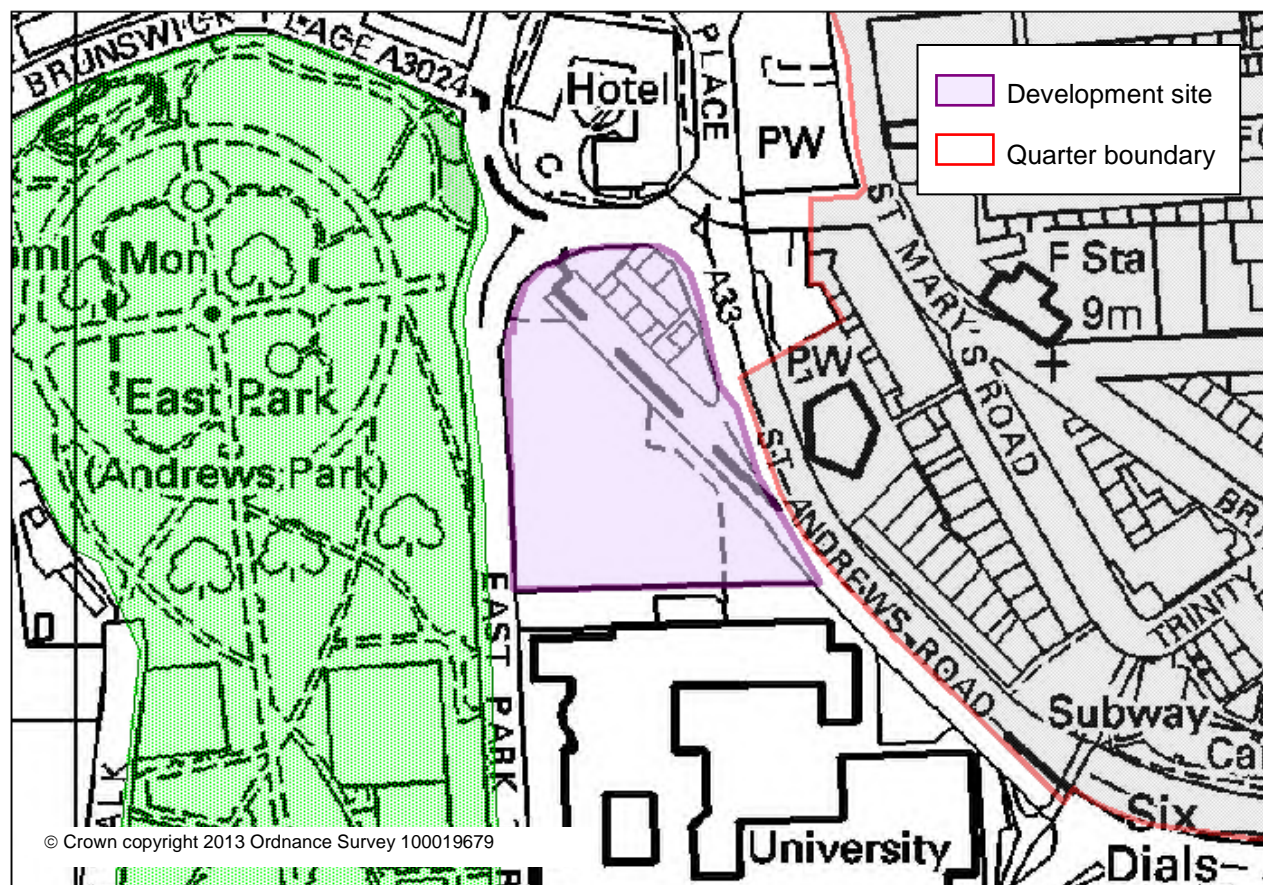 BRUNSWICK PLACE A3024
Hotel
PLACE
PW
Development site
Quarter boundary
ST MARY'S ROAD
F Sta
9m
Mon
A33
PW
East Park
(Andrews Park)
ST ANDREWS ROAD
TRINITY
EAST PARK
Subway
Six
Dials
University
© Crown copyright 2013 Ordnance Survey 100019679